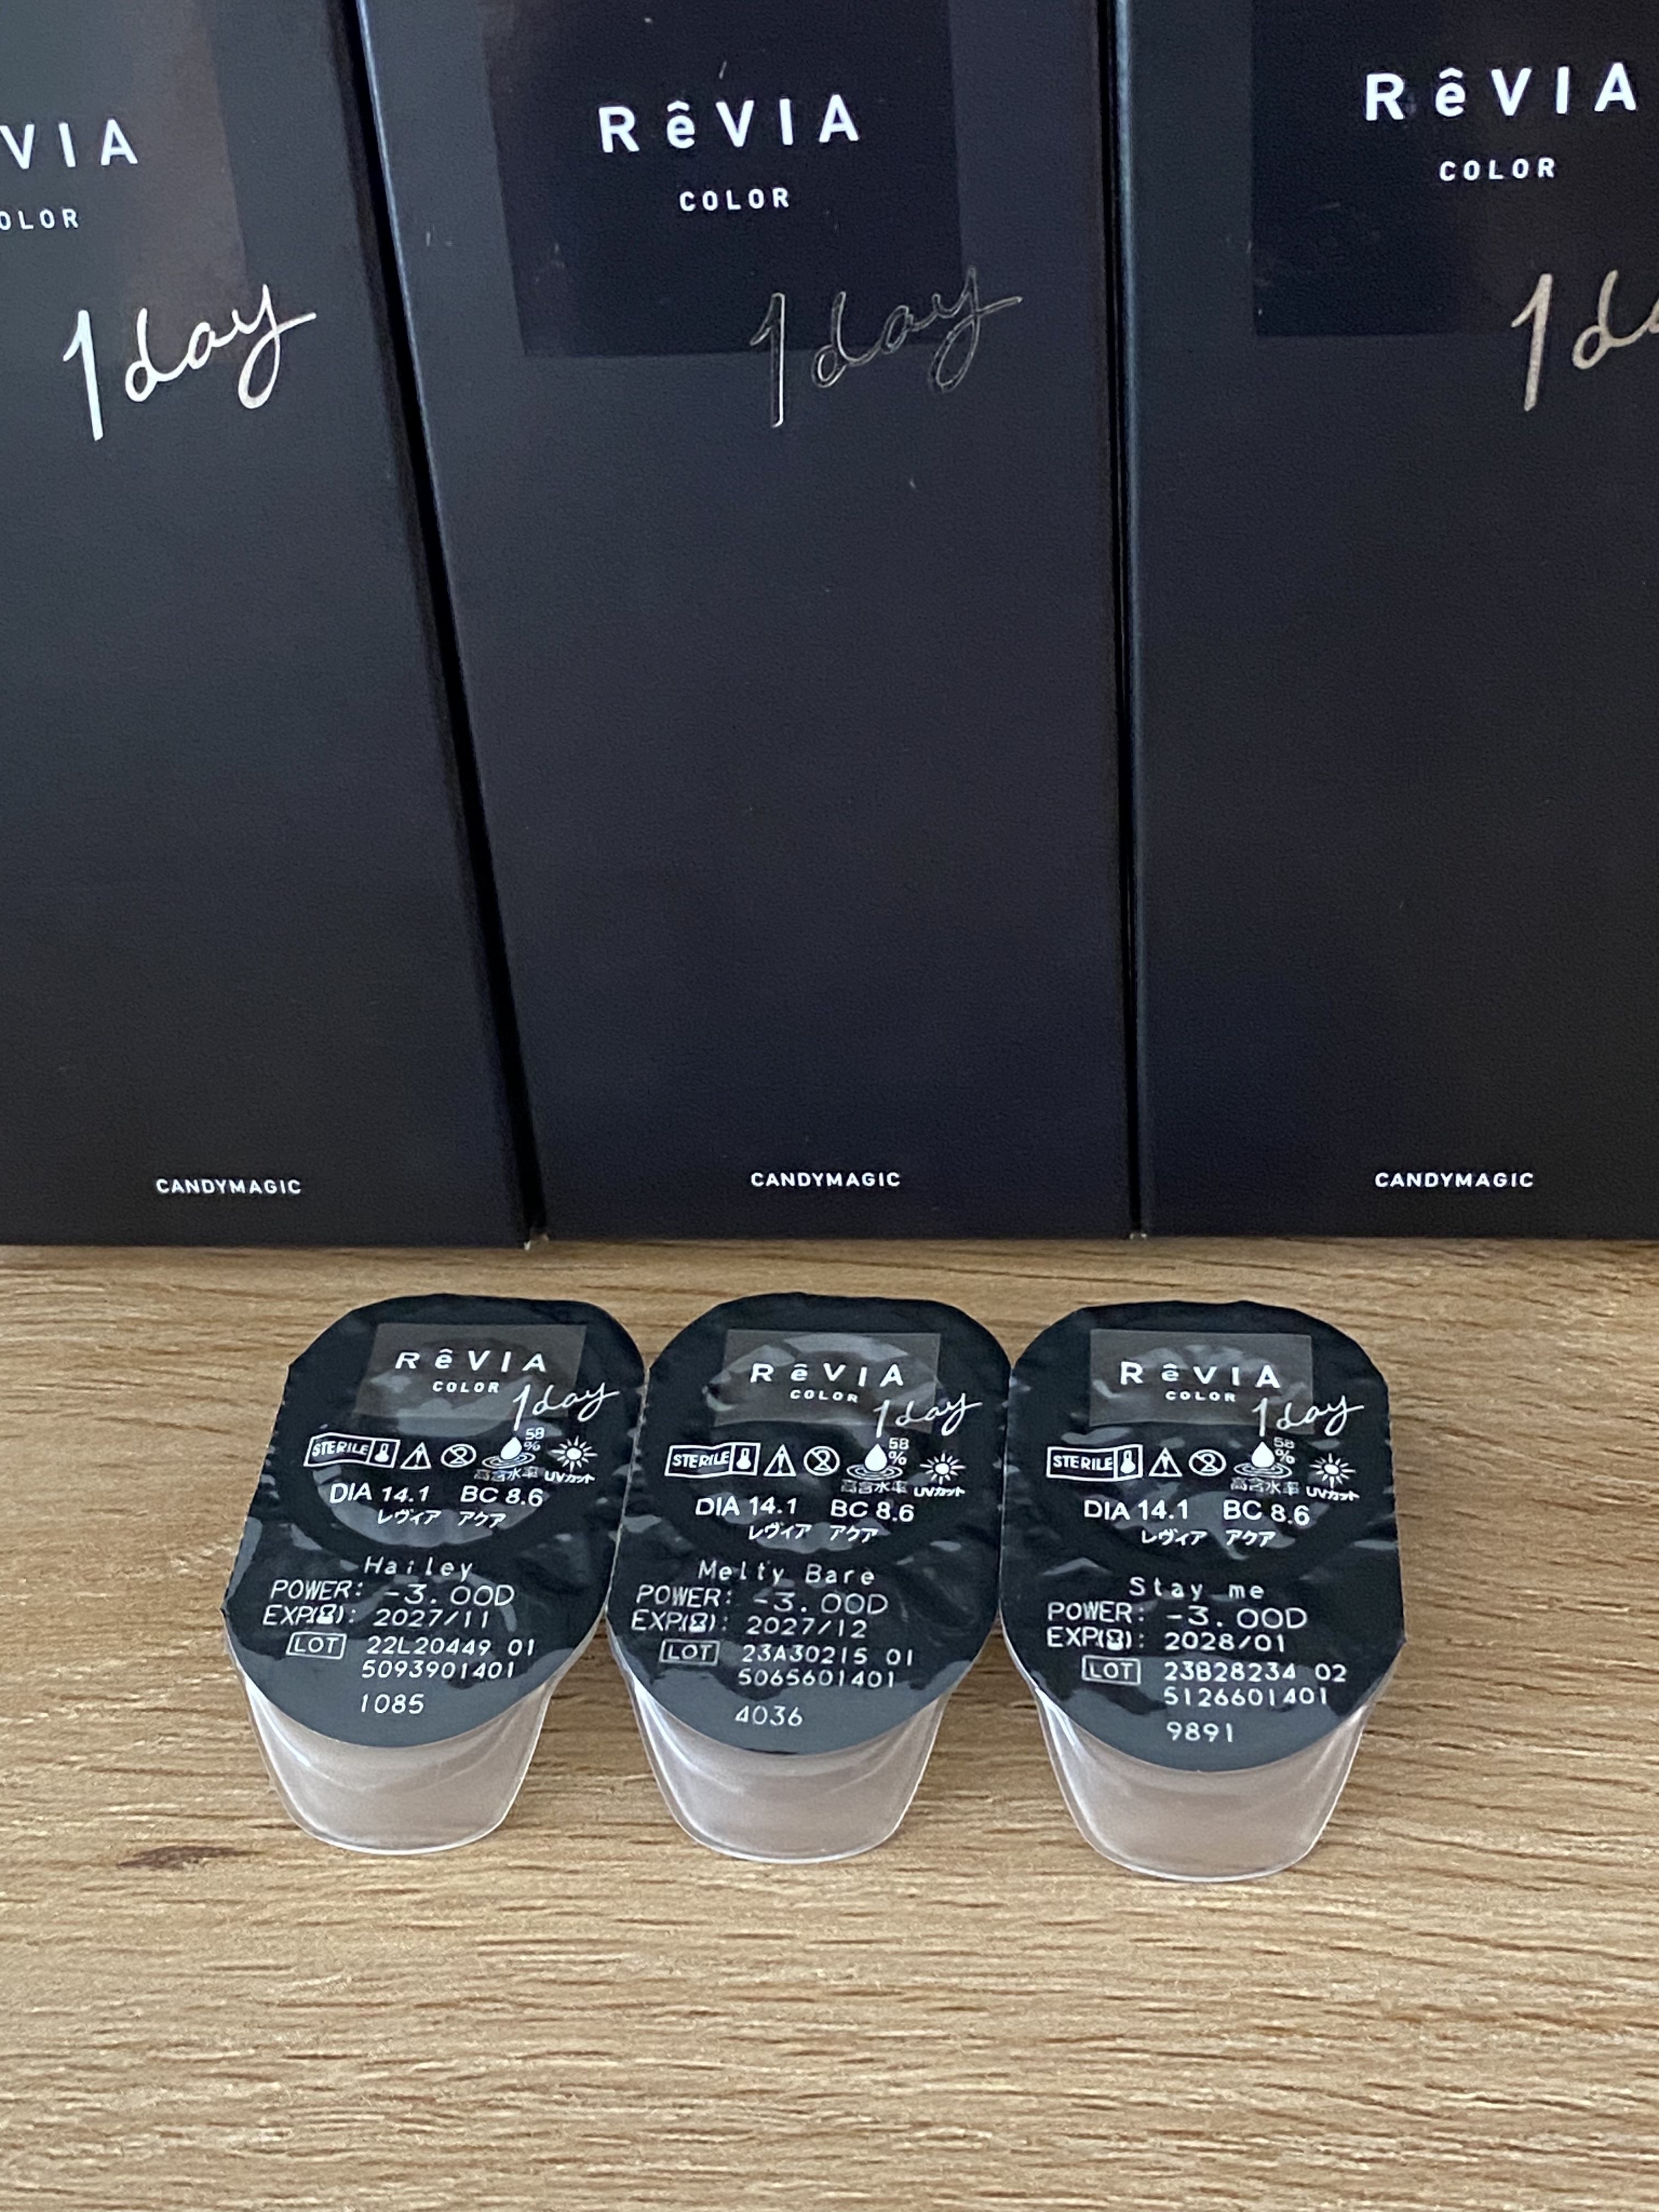 VIA
OLOR
1day
CANDYMAGIC
RêVIA
COLOR
1day
CANDYMAGIC
RêVIA
COLOR
1da
CANDYMAGIC
RêVIA
COLOR
1day
STERILE
58
%
高含水率 UVカット
DIA 14.1 BC 8.6
レヴィア アクア
Hailey
POWER: -3.00D
EXP(): 2027/11
LOT 22L20449 01
5093901401
1085
RêVIA
COLOR
1day
STERILE
58
%
高含水率 UVカット
DIA 14.1 BC 8.6
レヴィア アクア
Melty Bare
POWER: -3.00D
EXP(): 2027/12
LOT 23A30215 01
5065601401
4036
RêVIA
COLOR
1day
STERILE
58
%
高含水率 UVカット
DIA 14.1 BC 8.6
レヴィア アクア
Stay me
POWER: -3.00D
EXP(): 2028/01
LOT 23B28234 02
5126601401
9891